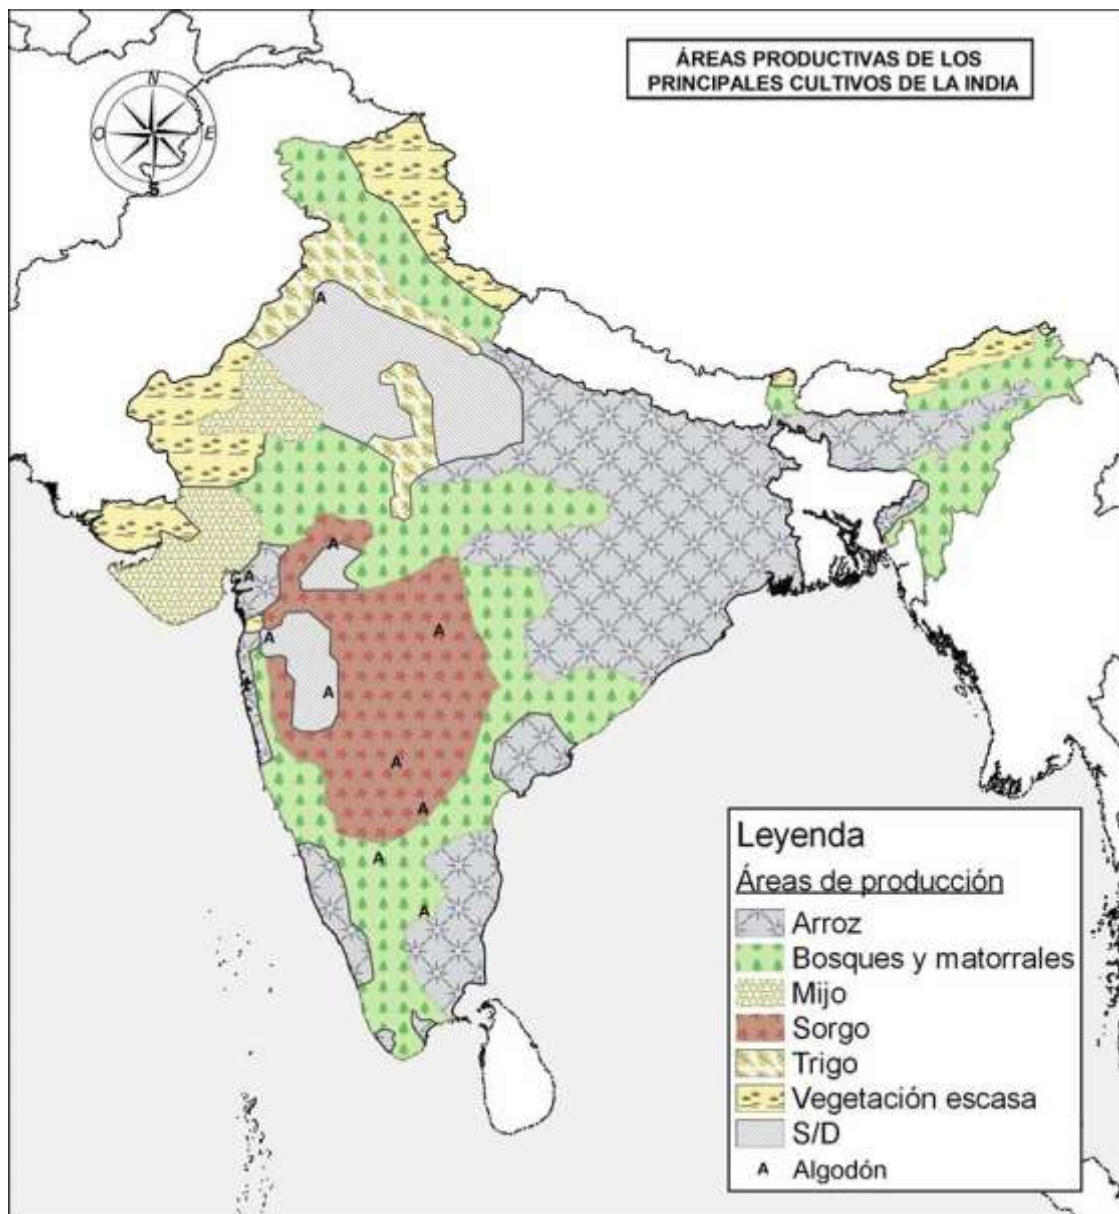 ÁREAS PRODUCTIVAS DE LOS
PRINCIPALES CULTIVOS DE LA INDIA
N
O
E
S
A
A
A
A
A
A
A
A
A
A
Leyenda
Áreas de producción
Arroz
Bosques y matorrales
Mijo
Sorgo
Trigo
Vegetación escasa
S/D
A Algodón